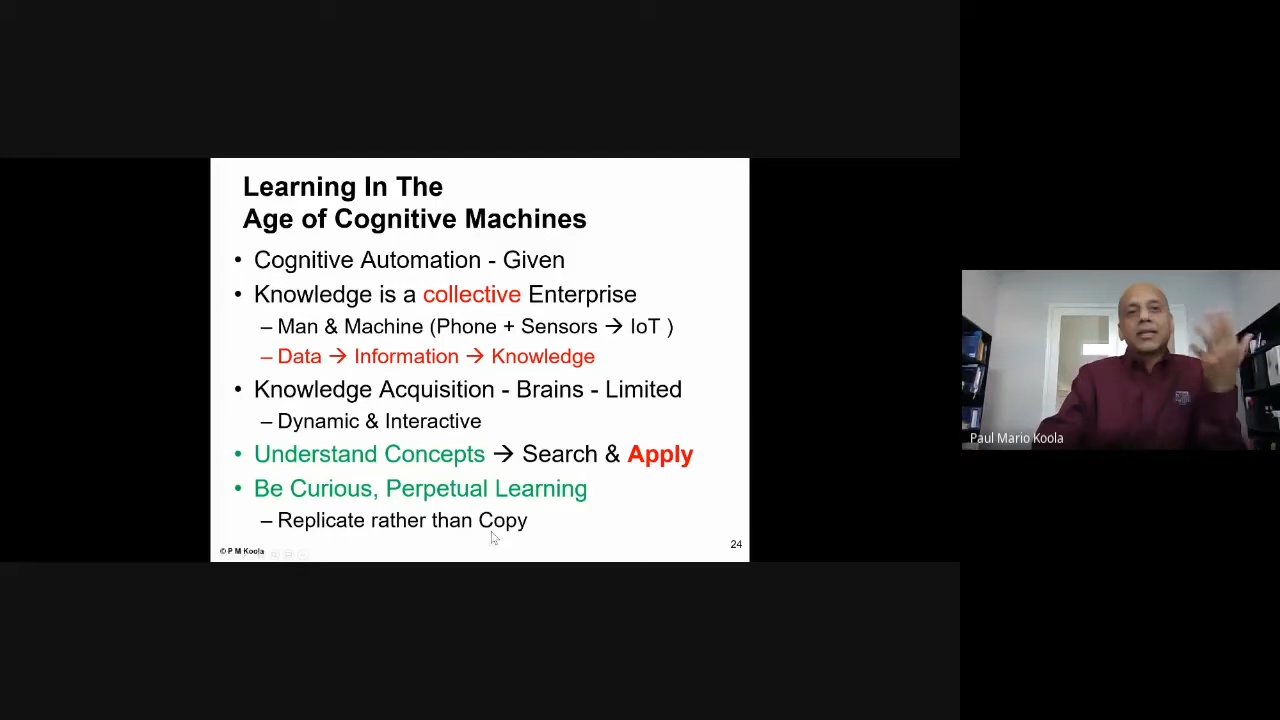 Learning In The
Age of Cognitive Machines
• Cognitive Automation - Given
• Knowledge is a collective Enterprise
– Man & Machine (Phone + Sensors → IoT )
– Data → Information → Knowledge
• Knowledge Acquisition - Brains - Limited
– Dynamic & Interactive
• Understand Concepts → Search & Apply
• Be Curious, Perpetual Learning
– Replicate rather than Copy
© P M Koola
24
Paul Mario Koola